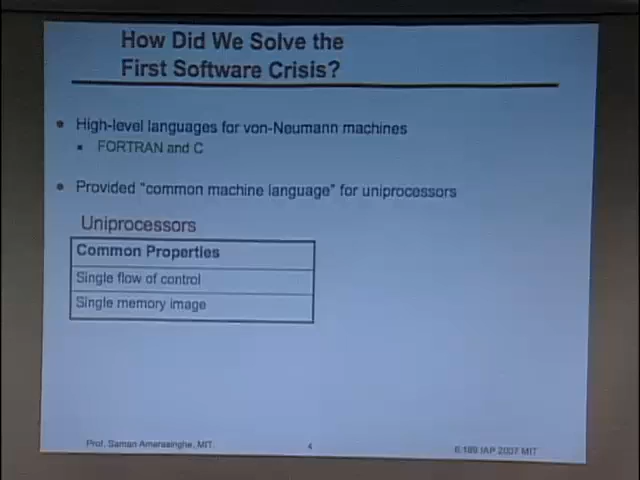 How Did We Solve the
First Software Crisis?
• High-level languages for von-Neumann machines
▪ FORTRAN and C
• Provided "common machine language" for uniprocessors
Uniprocessors
Common Properties
Single flow of control
Single memory image
Prof. Saman Amarasinghe, MIT.
4
6.189 IAP 2007 MIT